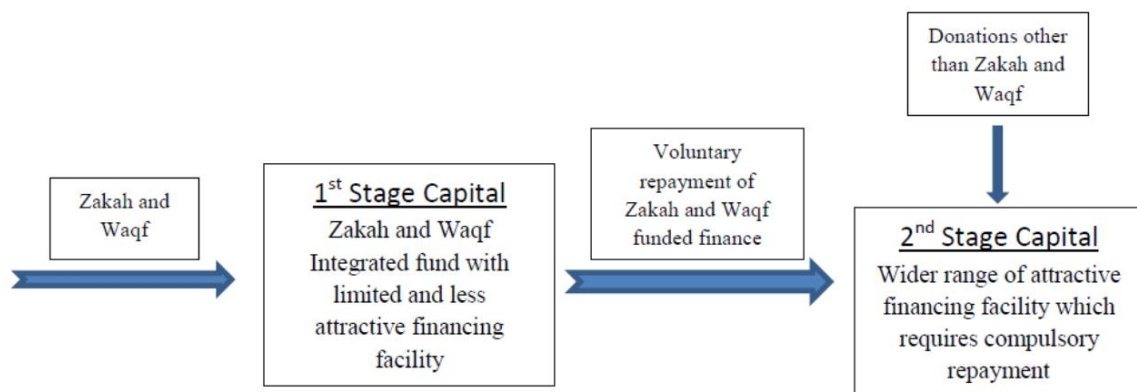 Zakah and
Waqf
1st Stage Capital
Zakah and Waqf
Integrated fund with
limited and less
attractive financing
facility
Voluntary
repayment of
Zakah and Waqf
funded finance
Donations other
than Zakah and
Waqf
2nd Stage Capital
Wider range of attractive
financing facility which
requires compulsory
repayment